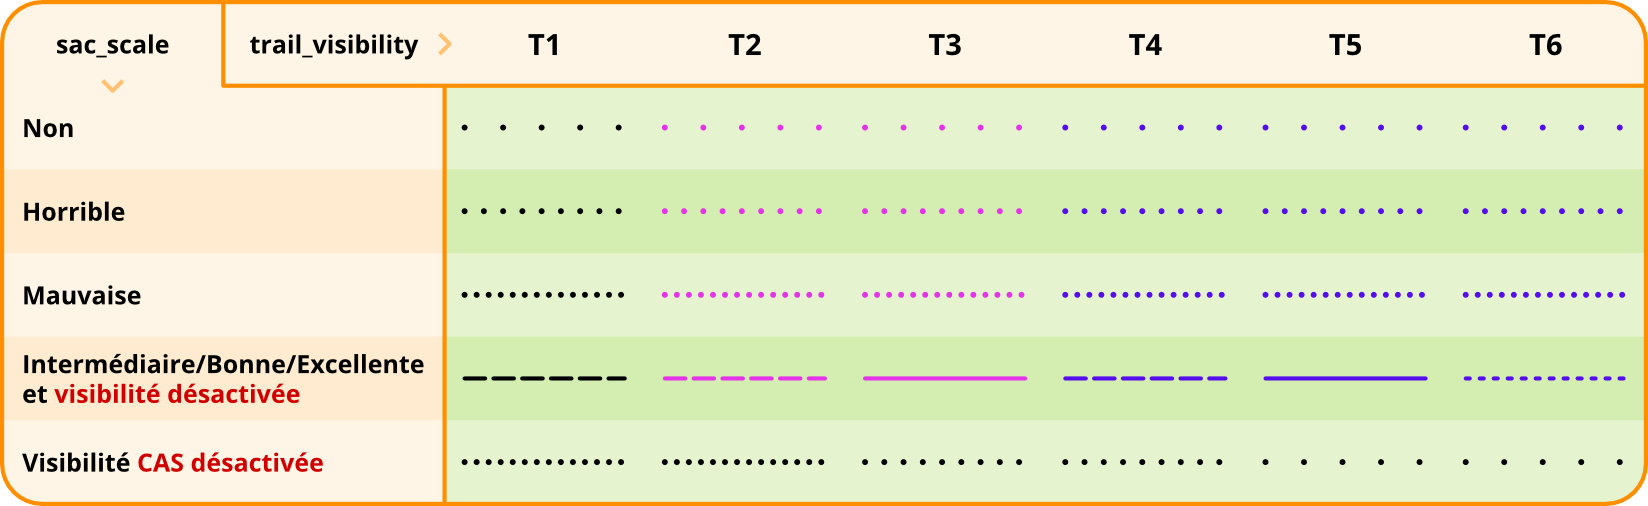 sac_scale
trail_visibility
T1 T2 T3 T4 T5 T6
Non
Horrible
Mauvaise
Intermédiaire/Bonne/Excellente
et visibilité désactivée
Visibilité CAS désactivée